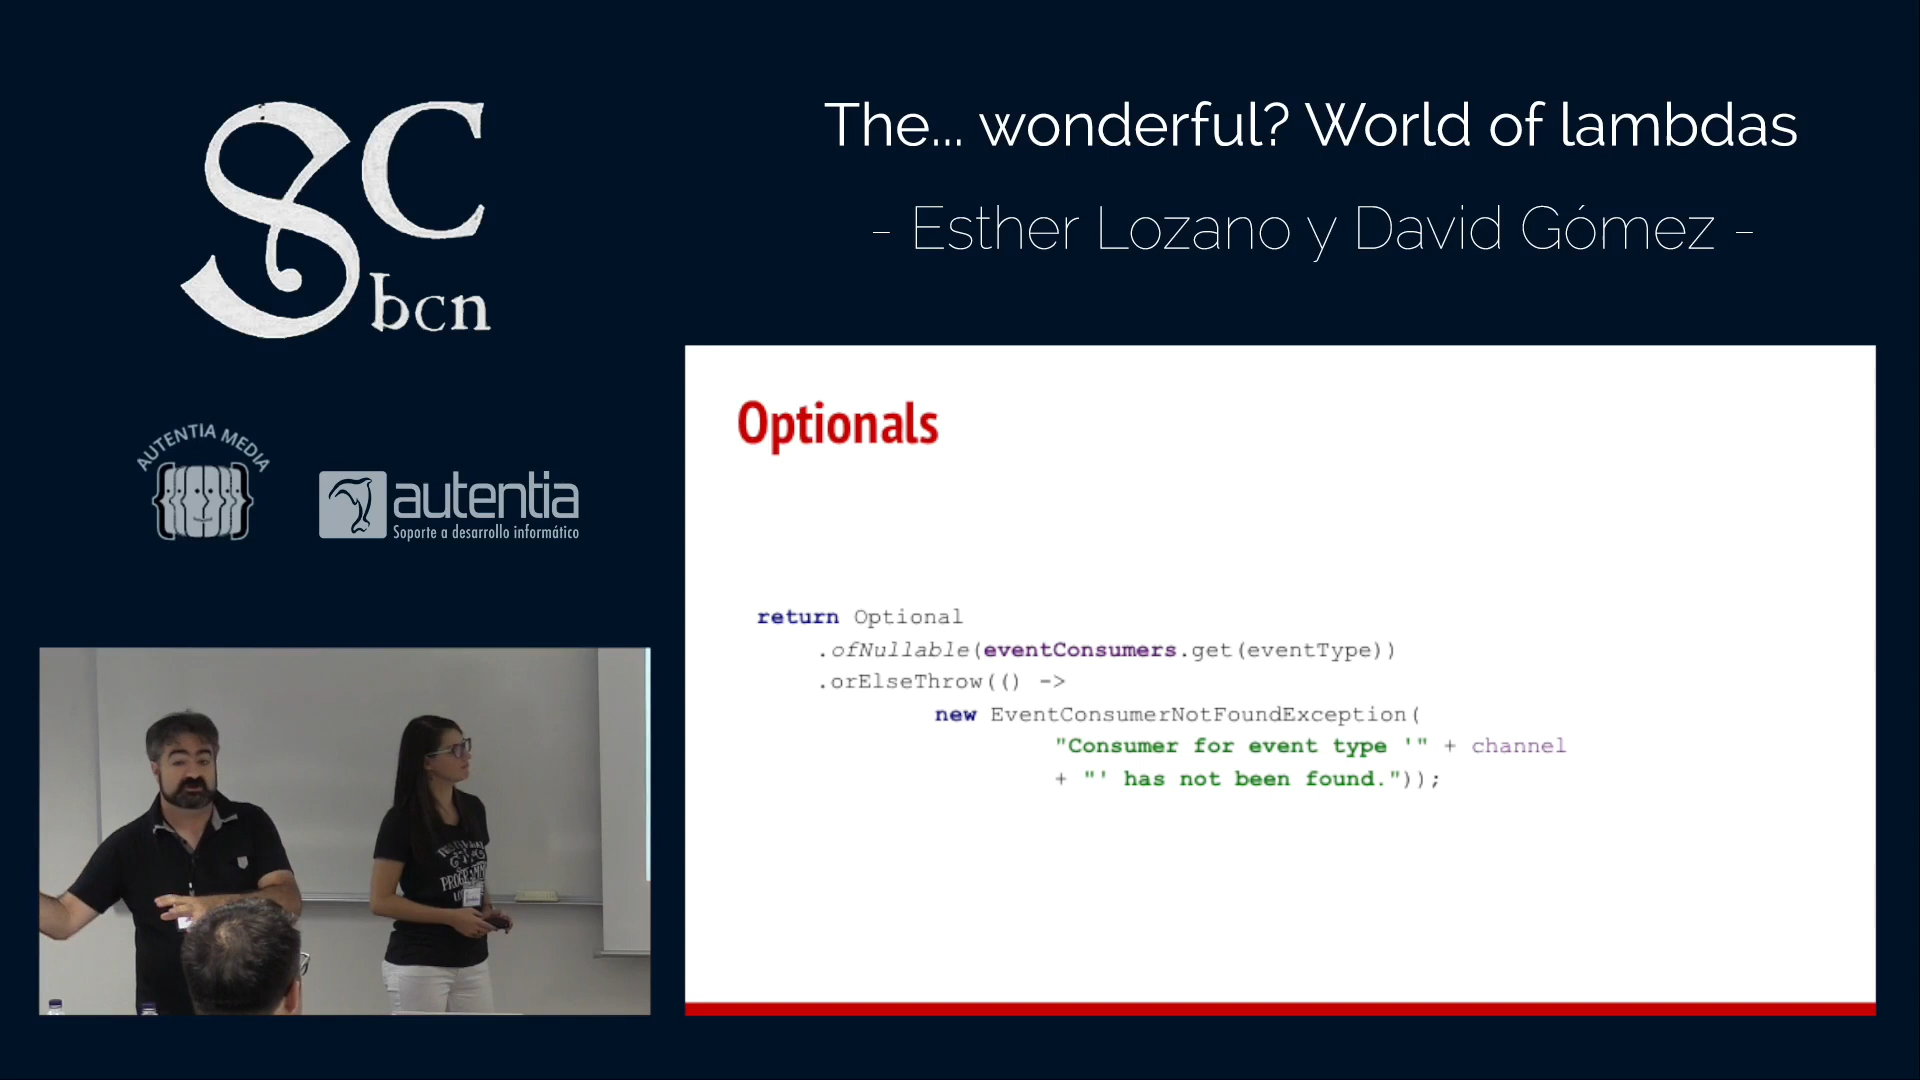 SC
bcn
The... wonderful? World of lambdas
- Esther Lozano y David Gómez -
AUTENTIA MEDIA
autentia
Soporte a desarrollo informático
Optionals
return Optional
.ofNullable(eventConsumers.get(eventType))
.orElseThrow(() ->
new EventConsumerNotFoundException(
"Consumer for event type '" + channel
+ "' has not been found."));